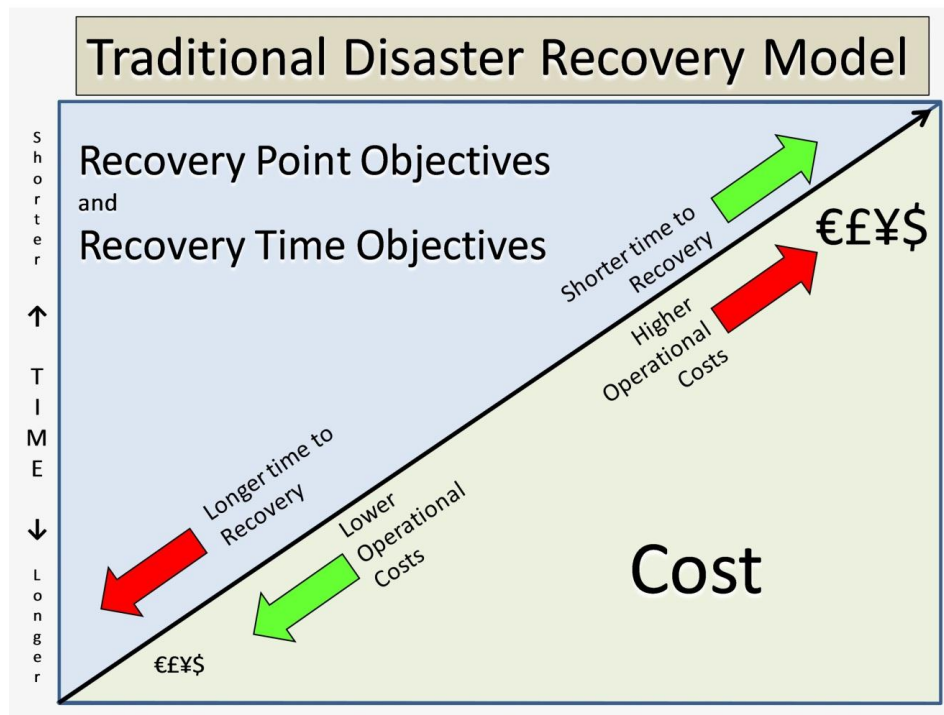 Traditional Disaster Recovery Model
Shorter
↑
TIME
↓
Longer
Recovery Point Objectives
and
Recovery Time Objectives
Shorter time to
Recovery
€£¥$
Higher
Operational
Costs
Longer time to
Recovery
Lower
Operational
Costs
Cost
€£¥$